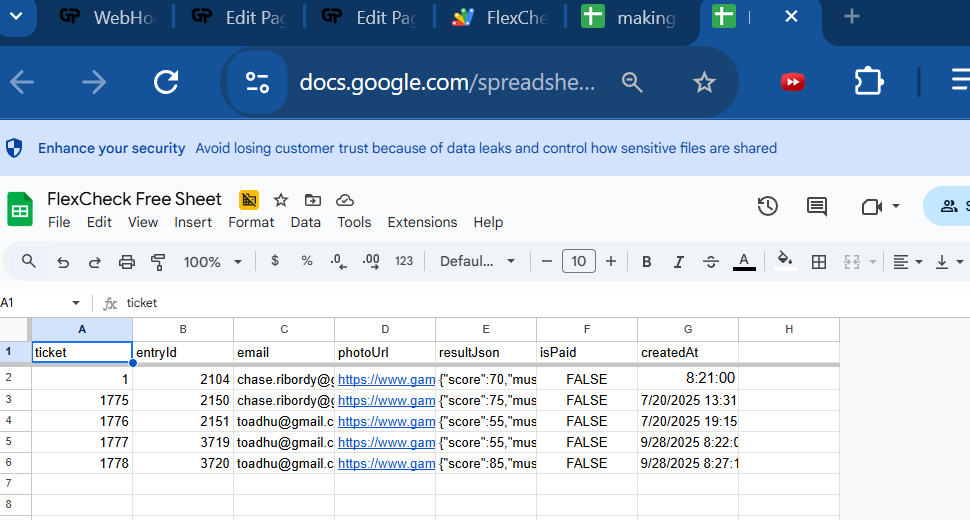 WebHo
Edit Pag
Edit Pag
FlexChe
making
docs.google.com/spreadshe...
Enhance your security Avoid losing customer trust because of data leaks and control how sensitive files are shared
FlexCheck Free Sheet
File Edit View Insert Format Data Tools Extensions Help
100% $ % .0 .00 123 Defaul... − 10 + B I S A
A1 fx ticket
A B C D E F G H
1 ticket entryId email photoUrl resultJson isPaid createdAt
2 1 2104 chase.ribordy@g https://www.gam {"score":70,"mus FALSE 8:21:00
3 1775 2150 chase.ribordy@g https://www.gam {"score":75,"mus FALSE 7/20/2025 13:31
4 1776 2151 toadhu@gmail.c https://www.gam {"score":55,"mus FALSE 7/20/2025 19:15
5 1777 3719 toadhu@gmail.c https://www.gam {"score":55,"mus FALSE 9/28/2025 8:22:0
6 1778 3720 toadhu@gmail.c https://www.gam {"score":85,"mus FALSE 9/28/2025 8:27:1
7
8